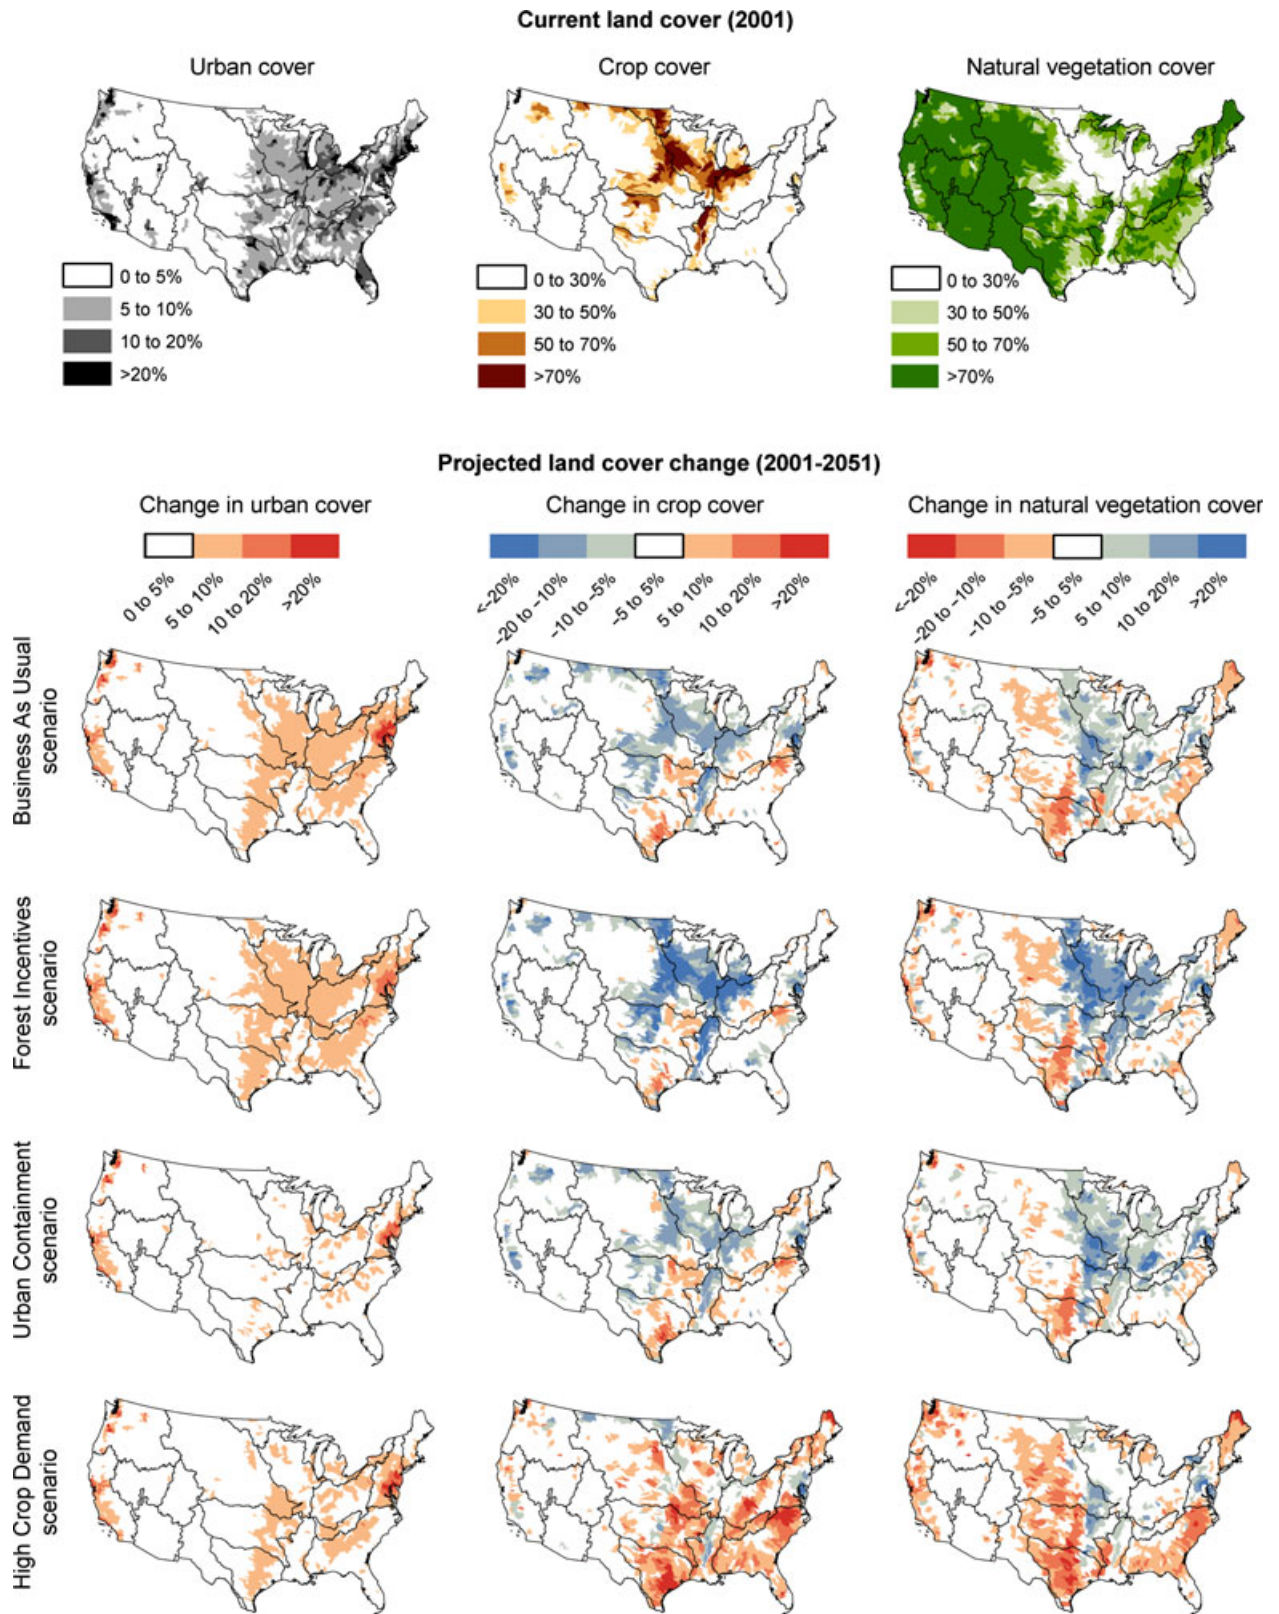 Current land cover (2001)
Urban cover
Crop cover
Natural vegetation cover
0 to 5%
5 to 10%
10 to 20%
>20%
0 to 30%
30 to 50%
50 to 70%
>70%
0 to 30%
30 to 50%
50 to 70%
>70%
Projected land cover change (2001-2051)
Change in urban cover
Change in crop cover
Change in natural vegetation cover
0 to 5%
5 to 10%
10 to 20%
>20%
<-20%
-20 to -10%
-10 to -5%
-5 to 5%
5 to 10%
10 to 20%
>20%
<-20%
-20 to -10%
-10 to -5%
-5 to 5%
5 to 10%
10 to 20%
>20%
Business As Usual
scenario
Forest Incentives
scenario
Urban Containment
scenario
High Crop Demand
scenario